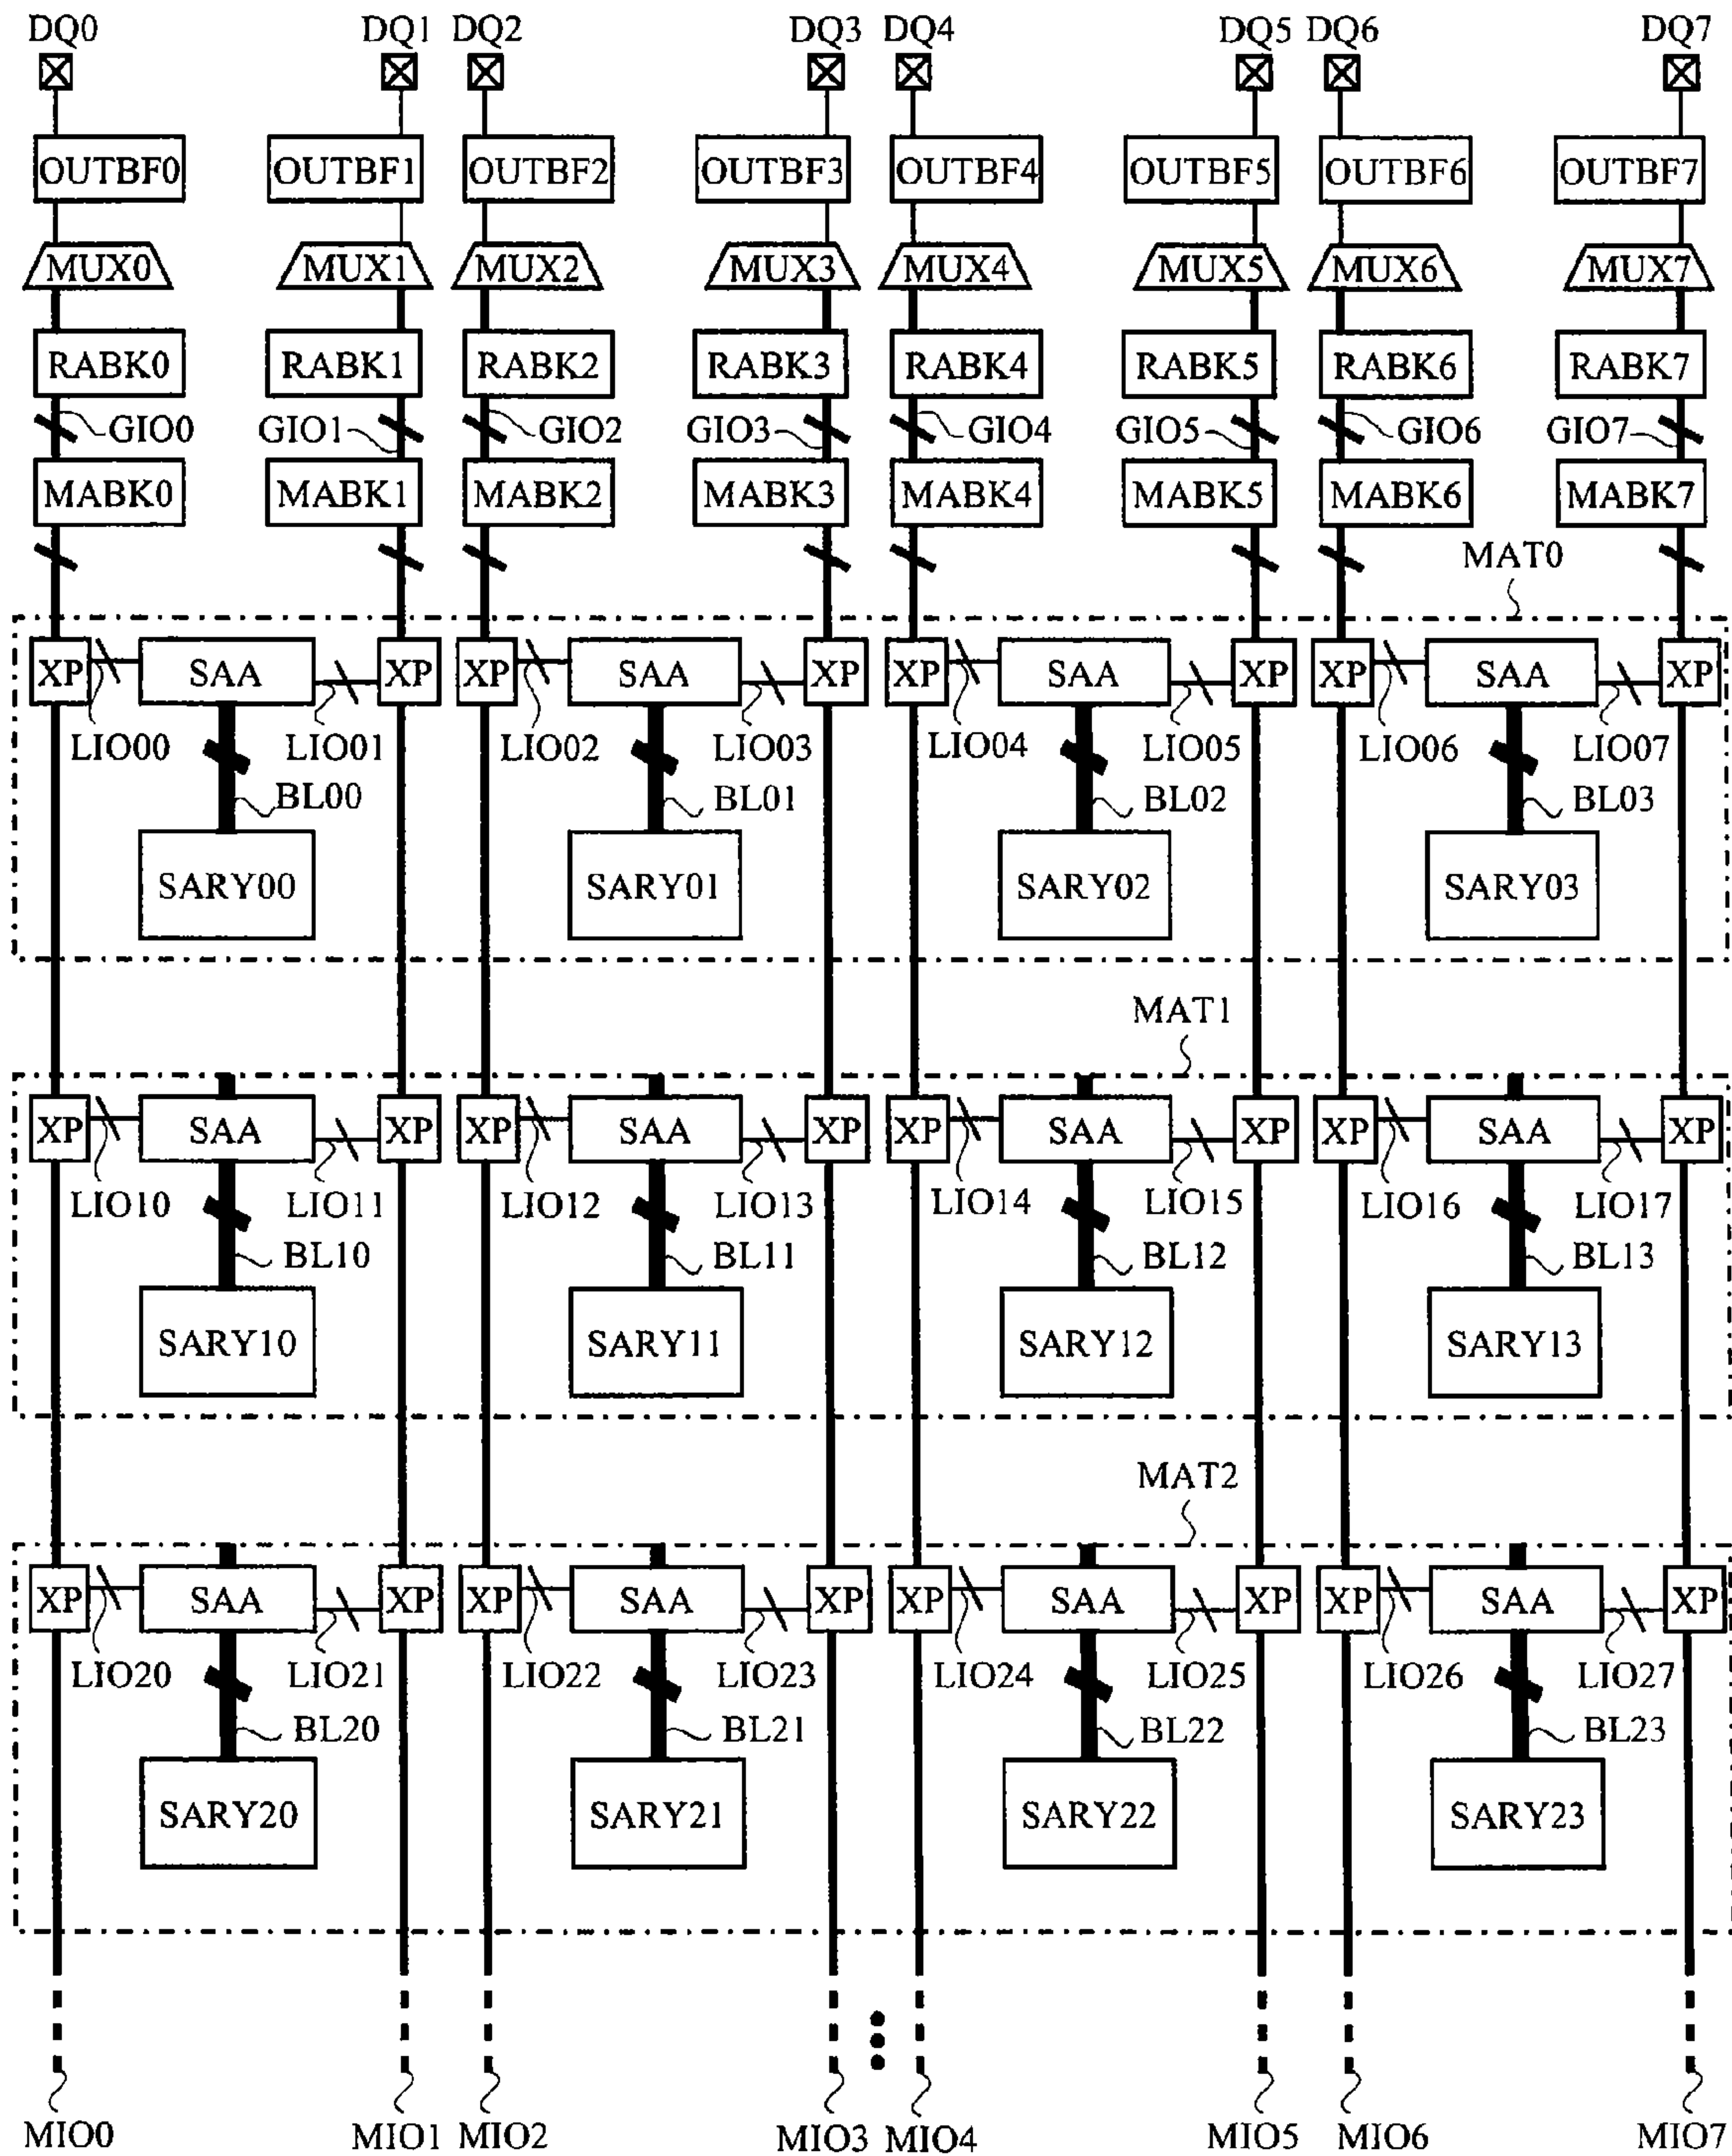 DQ0 DQ1 DQ2 DQ3 DQ4 DQ5 DQ6 DQ7
OUTBF0 OUTBF1 OUTBF2 OUTBF3 OUTBF4 OUTBF5 OUTBF6 OUTBF7
MUX0 MUX1 MUX2 MUX3 MUX4 MUX5 MUX6 MUX7
RABK0 RABK1 RABK2 RABK3 RABK4 RABK5 RABK6 RABK7
GIO0 GIO1 GIO2 GIO3 GIO4 GIO5 GIO6 GIO7
MABK0 MABK1 MABK2 MABK3 MABK4 MABK5 MABK6 MABK7
MAT0
XP SAA XP XP SAA XP XP SAA XP XP SAA XP
LIO00 LIO01 LIO02 LIO03 LIO04 LIO05 LIO06 LIO07
BL00 BL01 BL02 BL03
SARY00 SARY01 SARY02 SARY03
MAT1
XP SAA XP XP SAA XP XP SAA XP XP SAA XP
LIO10 LIO11 LIO12 LIO13 LIO14 LIO15 LIO16 LIO17
BL10 BL11 BL12 BL13
SARY10 SARY11 SARY12 SARY13
MAT2
XP SAA XP XP SAA XP XP SAA XP XP SAA XP
LIO20 LIO21 LIO22 LIO23 LIO24 LIO25 LIO26 LIO27
BL20 BL21 BL22 BL23
SARY20 SARY21 SARY22 SARY23
MIO0 MIO1 MIO2 MIO3 MIO4 MIO5 MIO6 MIO7